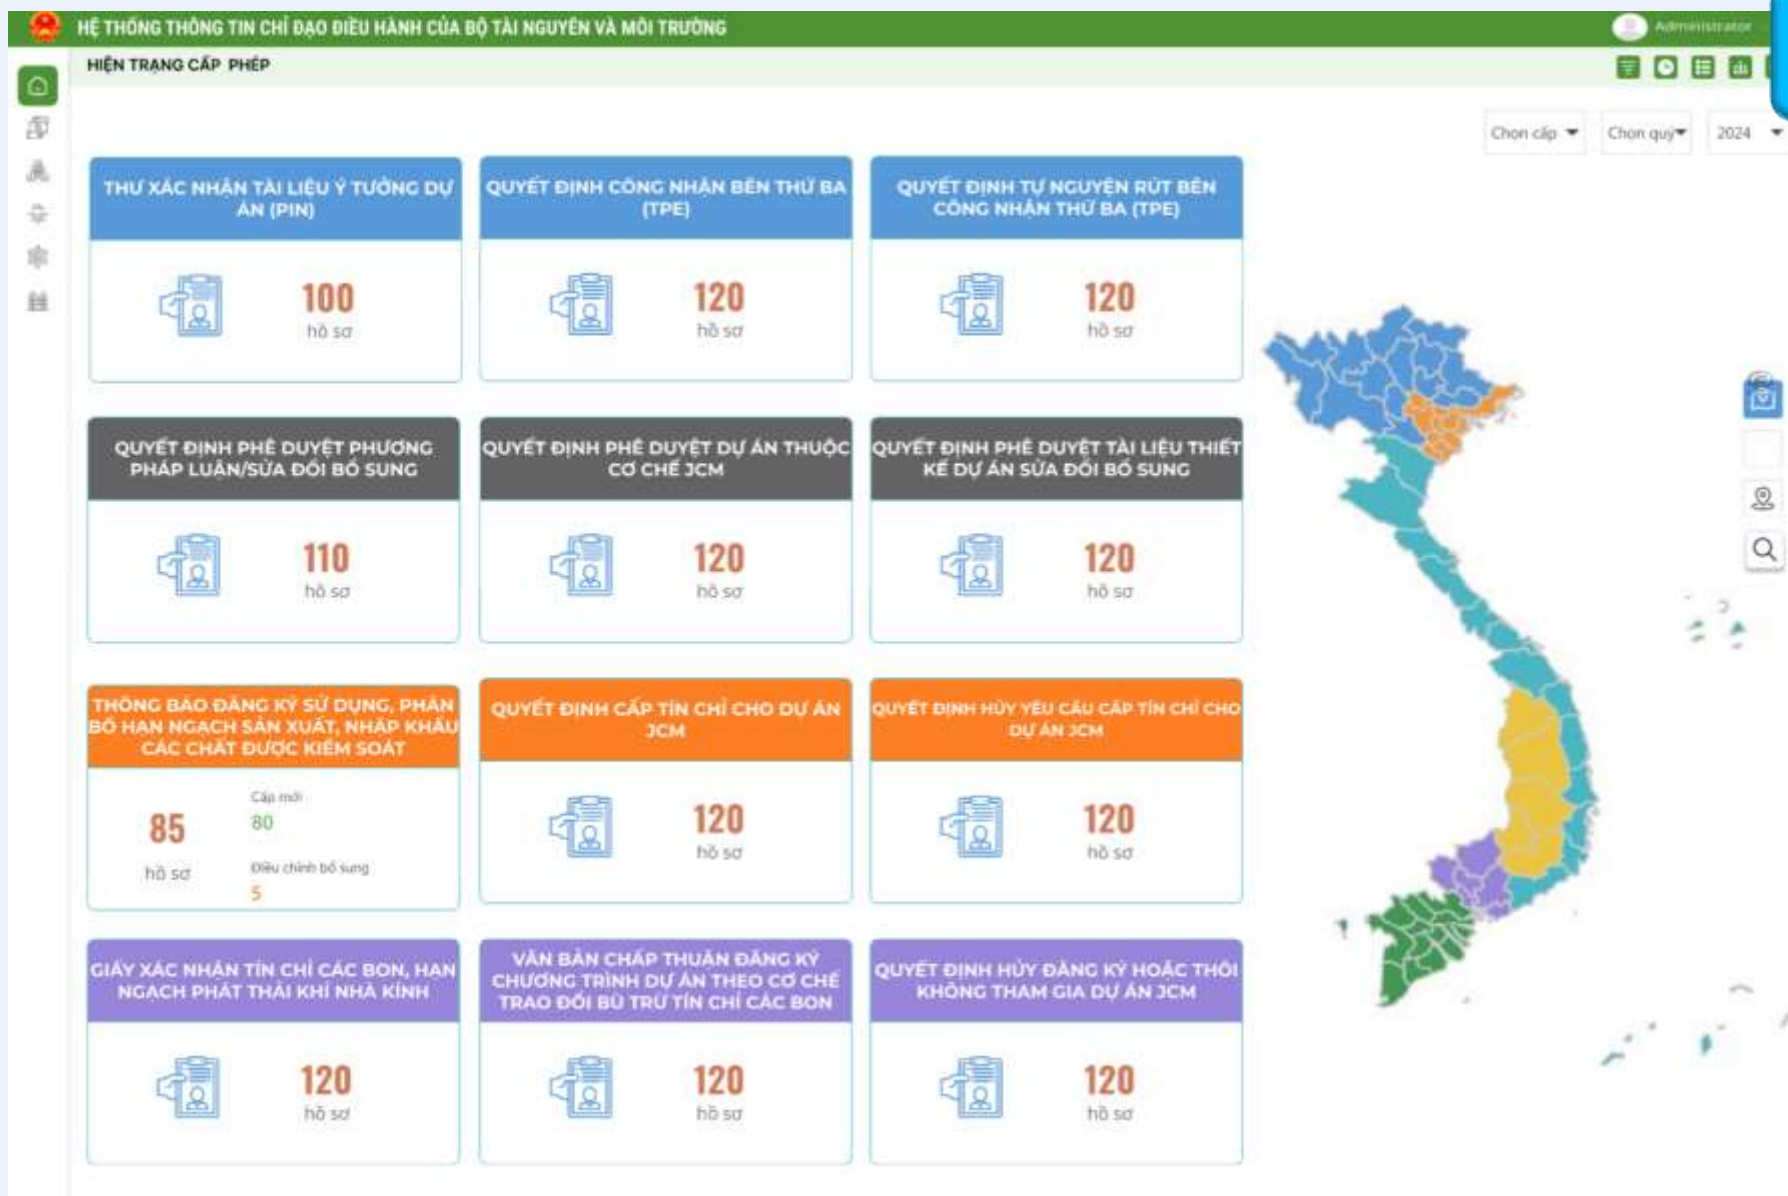 HỆ THỐNG THÔNG TIN CHỈ ĐẠO ĐIỀU HÀNH CỦA BỘ TÀI NGUYÊN VÀ MÔI TRƯỜNG
Administrator
HIỆN TRẠNG CẤP PHÉP
Chọn cấp
Chọn quý
2024
THƯ XÁC NHẬN TÀI LIỆU Ý TƯỞNG DỰ
ÁN (PIN)
100
hồ sơ
QUYẾT ĐỊNH CÔNG NHẬN BÊN THỨ BA
(TPE)
120
hồ sơ
QUYẾT ĐỊNH TỰ NGUYỆN RÚT BÊN
CÔNG NHẬN THỨ BA (TPE)
120
hồ sơ
QUYẾT ĐỊNH PHÊ DUYỆT PHƯƠNG
PHÁP LUẬN/SỬA ĐỔI BỔ SUNG
110
hồ sơ
QUYẾT ĐỊNH PHÊ DUYỆT DỰ ÁN THUỘC
CƠ CHẾ JCM
120
hồ sơ
QUYẾT ĐỊNH PHÊ DUYỆT TÀI LIỆU THIẾT
KẾ DỰ ÁN SỬA ĐỔI BỔ SUNG
120
hồ sơ
THÔNG BÁO ĐĂNG KÝ SỬ DỤNG, PHÂN
BỔ HẠN NGẠCH SẢN XUẤT, NHẬP KHẨU
CÁC CHẤT ĐƯỢC KIỂM SOÁT
85
hồ sơ
Cấp mới
80
Điều chỉnh bổ sung
5
QUYẾT ĐỊNH CẤP TÍN CHỈ CHO DỰ ÁN
JCM
120
hồ sơ
QUYẾT ĐỊNH HỦY YÊU CẦU CẤP TÍN CHỈ CHO
DỰ ÁN JCM
120
hồ sơ
GIẤY XÁC NHẬN TÍN CHỈ CÁC BON, HẠN
NGẠCH PHÁT THẢI KHÍ NHÀ KÍNH
120
hồ sơ
VĂN BẢN CHẤP THUẬN ĐĂNG KÝ
CHƯƠNG TRÌNH DỰ ÁN THEO CƠ CHẾ
TRAO ĐỔI BÙ TRỪ TÍN CHỈ CÁC BON
120
hồ sơ
QUYẾT ĐỊNH HỦY ĐĂNG KÝ HOẶC THÔI
KHÔNG THAM GIA DỰ ÁN JCM
120
hồ sơ